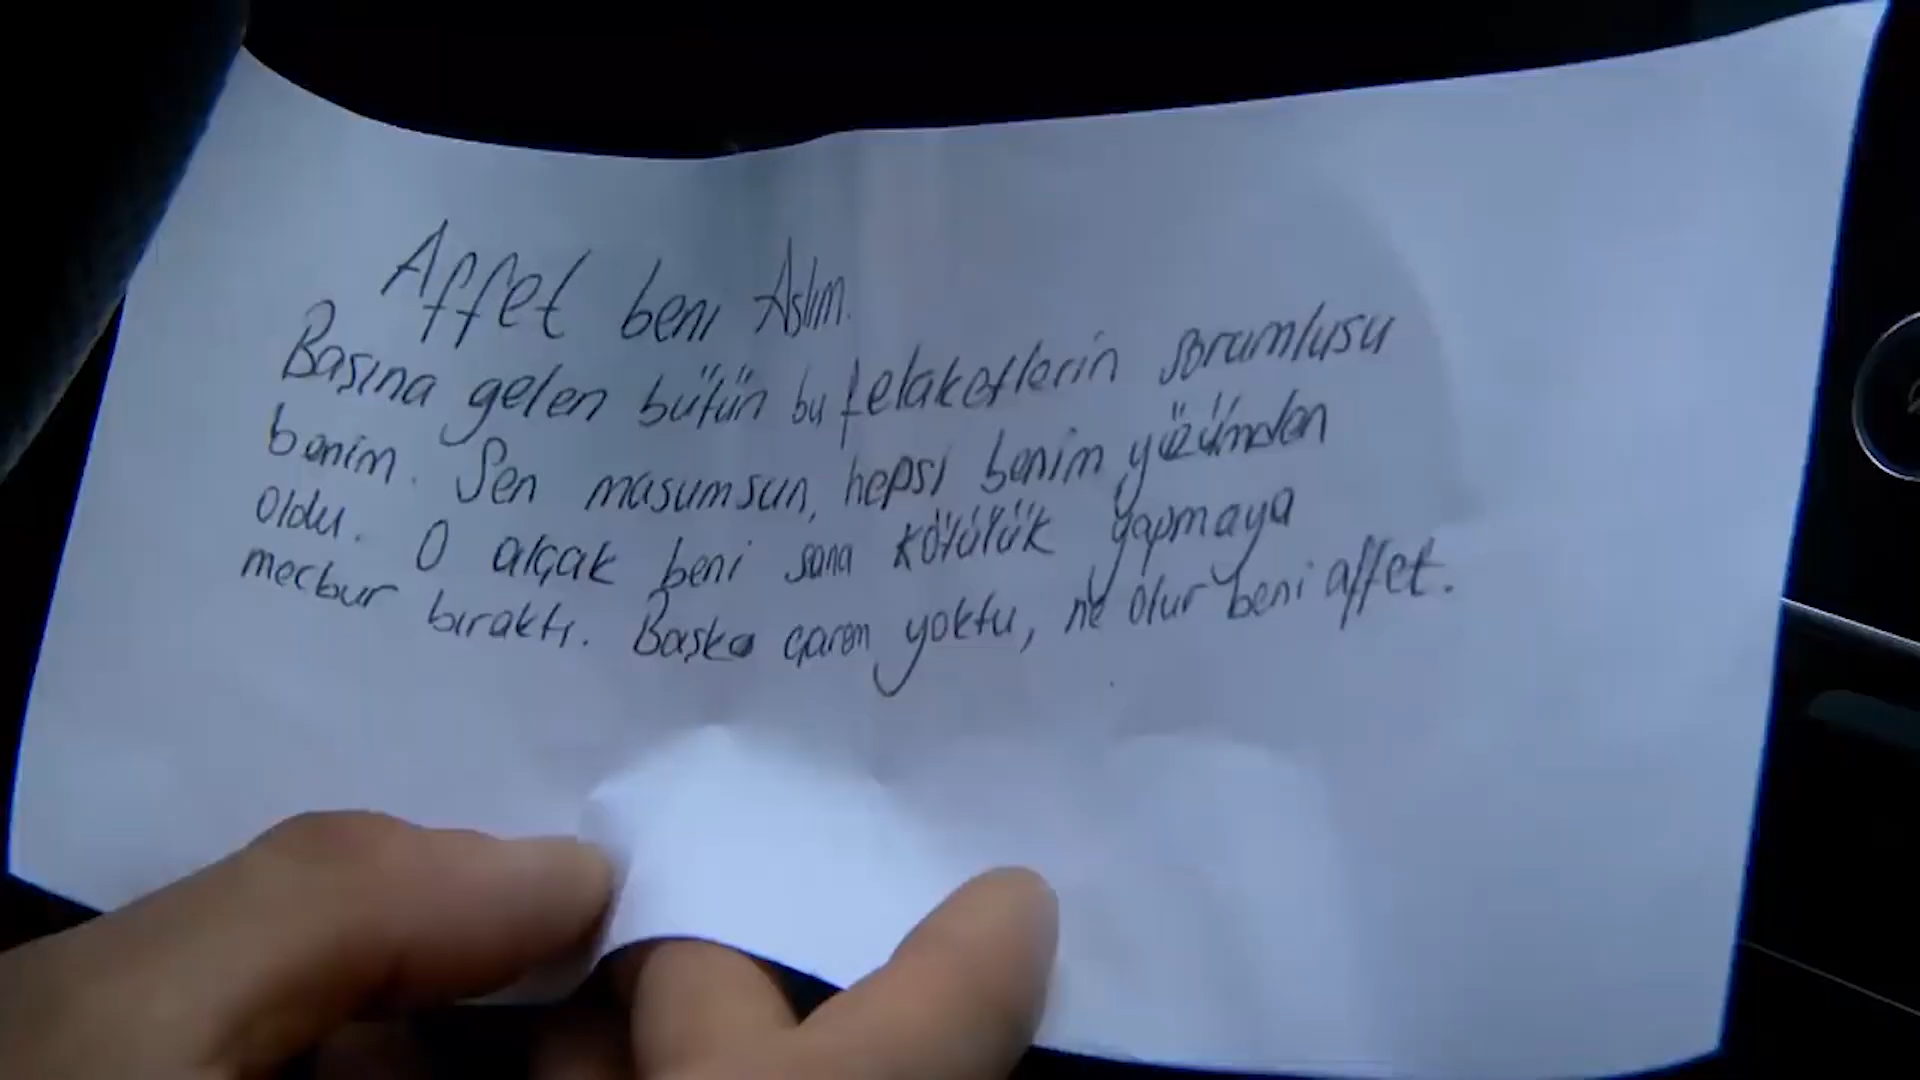 Affet beni Aslım.
Başına gelen bütün bu felaketlerin sorumlusu
benim. Sen masumsun, hepsi benim yüzümden
oldu. O alçak beni sana kötülük yapmaya
mecbur bıraktı. Başka çarem yoktu, ne olur beni affet.